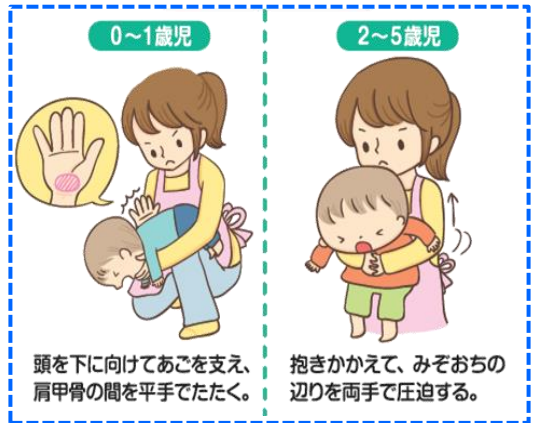 0〜1歳児
頭を下に向けてあごを支え、
肩甲骨の間を平手でたたく。
2〜5歳児
抱きかかえて、みぞおちの
辺りを両手で圧迫する。